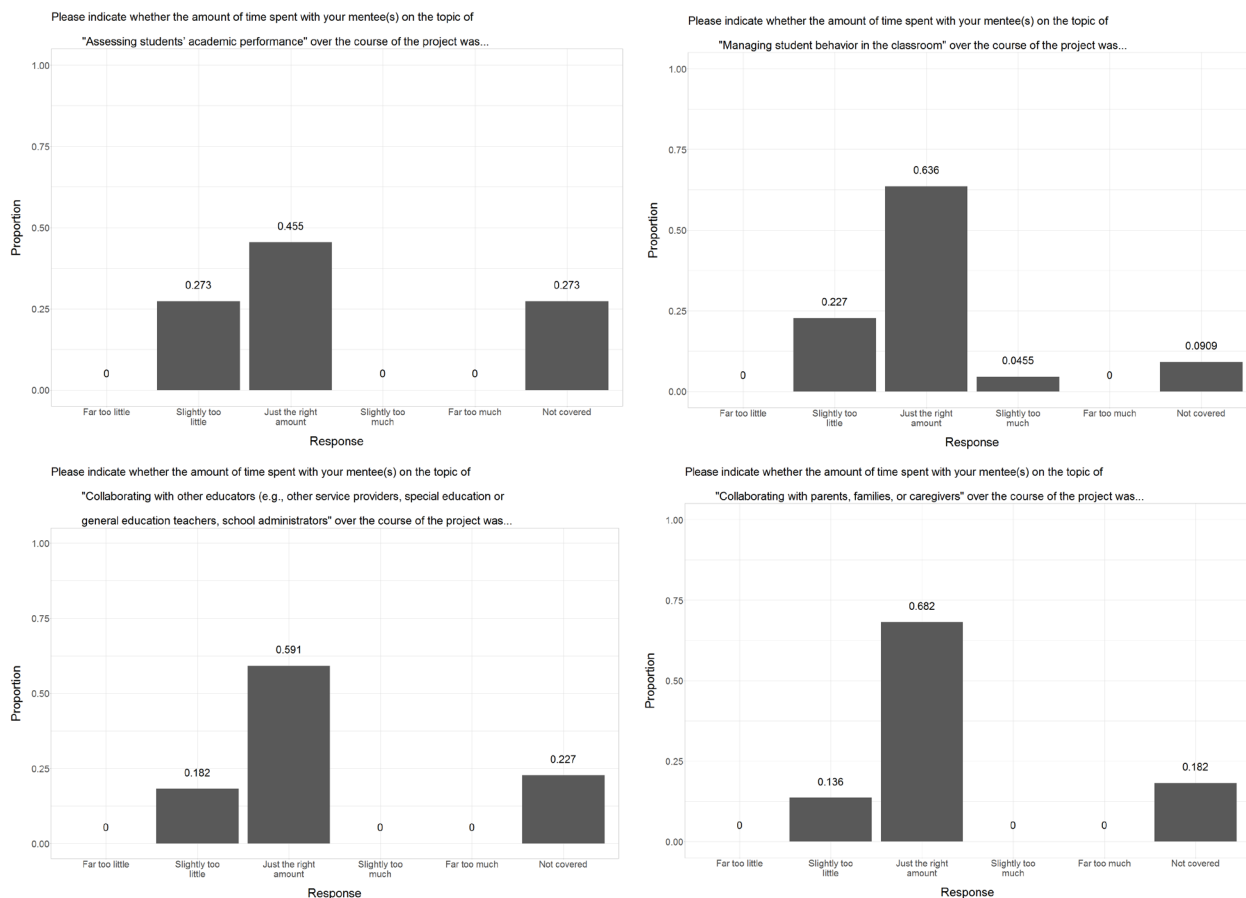 Please indicate whether the amount of time spent with your mentee(s) on the topic of
"Assessing students' academic performance" over the course of the project was...
1.00
0.75
0.50
0.25
0.00
Proportion
0
0.273
0.455
0
0
0.273
Far too little
Slightly too
little
Just the right
amount
Slightly too
much
Far too much
Not covered
Response
Please indicate whether the amount of time spent with your mentee(s) on the topic of
"Managing student behavior in the classroom" over the course of the project was...
1.00
0.75
0.50
0.25
0.00
Proportion
0
0.227
0.636
0.0455
0
0.0909
Far too little
Slightly too
little
Just the right
amount
Slightly too
much
Far too much
Not covered
Response
Please indicate whether the amount of time spent with your mentee(s) on the topic of
"Collaborating with other educators (e.g., other service providers, special education or
general education teachers, school administrators" over the course of the project was...
1.00
0.75
0.50
0.25
0.00
Proportion
0
0.182
0.591
0
0
0.227
Far too little
Slightly too
little
Just the right
amount
Slightly too
much
Far too much
Not covered
Response
Please indicate whether the amount of time spent with your mentee(s) on the topic of
"Collaborating with parents, families, or caregivers" over the course of the project was...
1.00
0.75
0.50
0.25
0.00
Proportion
0
0.136
0.682
0
0
0.182
Far too little
Slightly too
little
Just the right
amount
Slightly too
much
Far too much
Not covered
Response